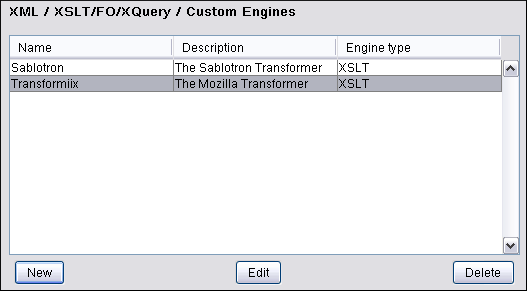 XML / XSLT/FO/XQuery / Custom Engines
Name Description Engine type
Sablotron The Sablotron Transformer XSLT
Transformiix The Mozilla Transformer XSLT
New Edit Delete